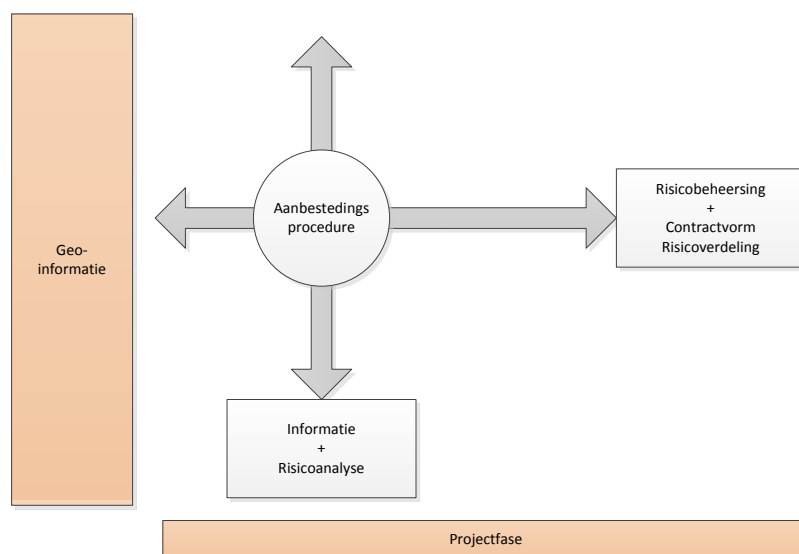 Geo-
informatie
Aanbestedings
procedure
Risicobeheersing
+
Contractvorm
Risicoverdeling
Informatie
+
Risicoanalyse
Projectfase